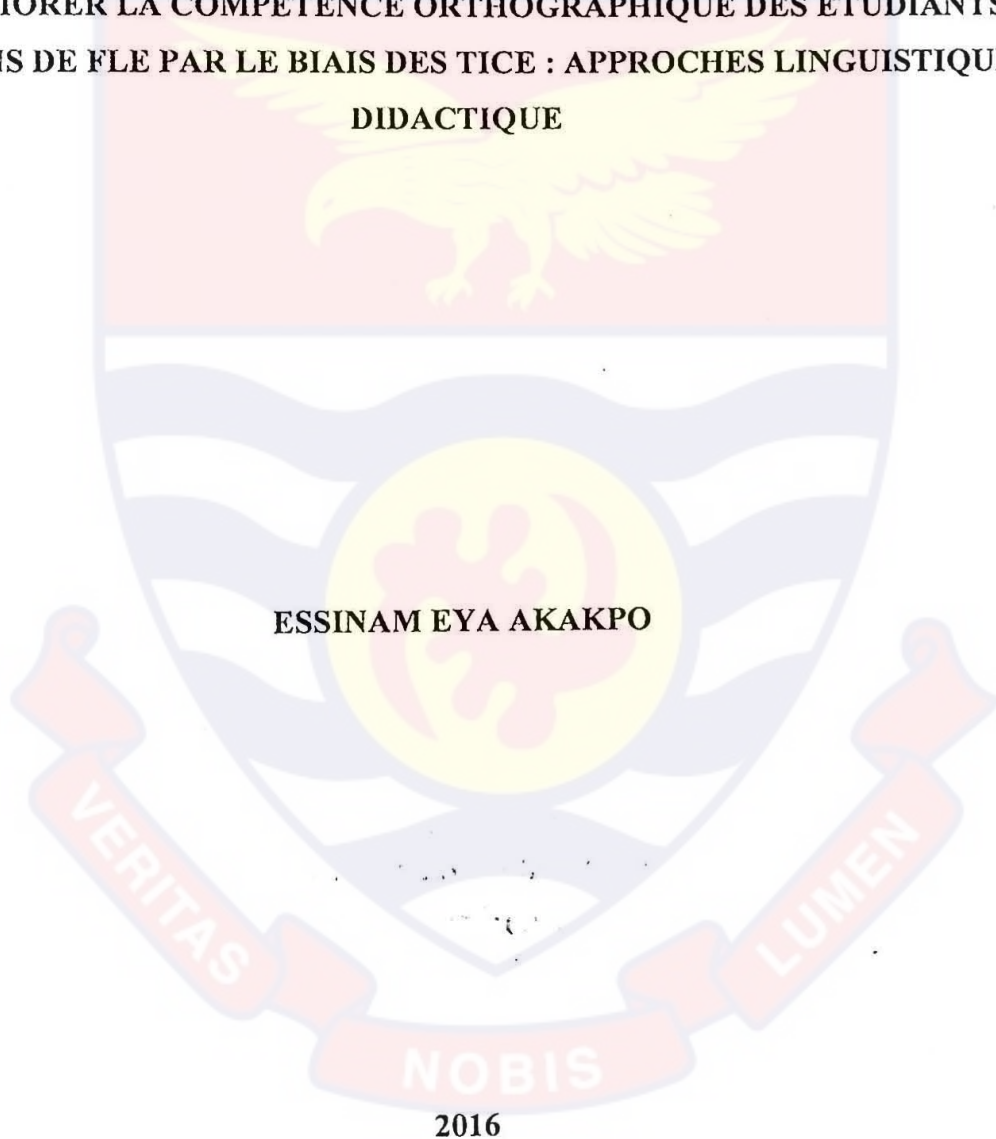 IORER LA COMPETENCE ORTHOGRAPHIQUE DES ETUDIANTS
NS DE FLE PAR LE BIAIS DES TICE : APPROCHES LINGUISTIQU
DIDACTIQUE
ESSINAM EYA AKAKPO
VERITAS
NOBIS
LUMEN
2016